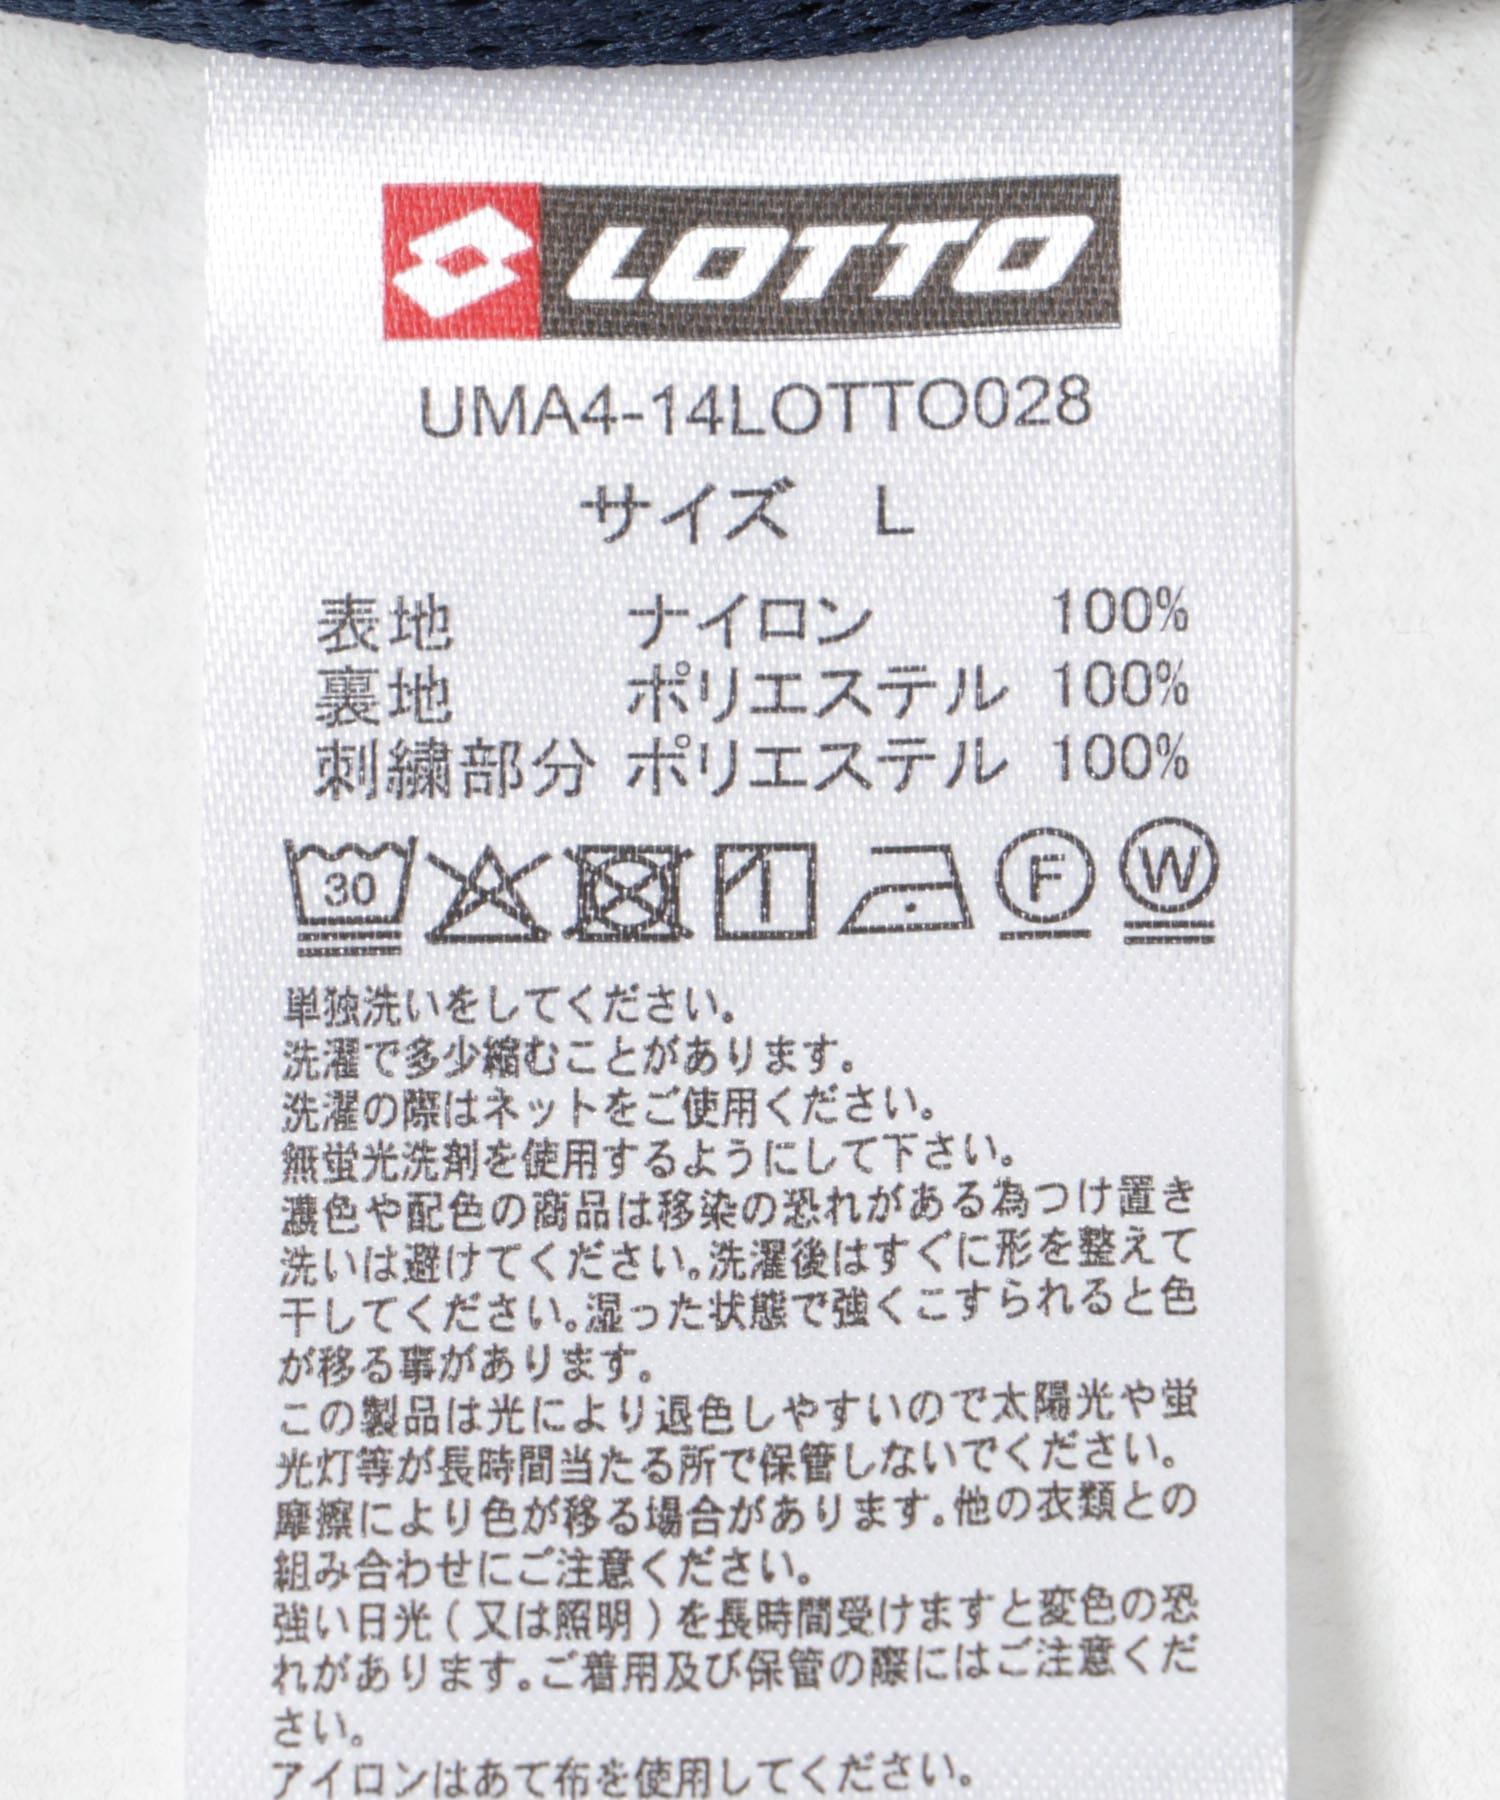 LOTTO
UMA4-14LOTTO028
サイズ L
表地 ナイロン 100%
裏地 ポリエステル 100%
刺繍部分 ポリエステル 100%
30 F W
単独洗いをしてください。
洗濯で多少縮むことがあります。
洗濯の際はネットをご使用ください。
無蛍光洗剤を使用するようにして下さい。
濃色や配色の商品は移染の恐れがある為つけ置き
洗いは避けてください。洗濯後はすぐに形を整えて
干してください。湿った状態で強くこすられると色
が移る事があります。
この製品は光により退色しやすいので太陽光や蛍
光灯等が長時間当たる所で保管しないでください。
摩擦により色が移る場合があります。他の衣類との
組み合わせにご注意ください。
強い日光(又は照明)を長時間受けますと変色の恐
れがあります。ご着用及び保管の際にはご注意くだ
さい。
アイロンはあて布を使用してください。